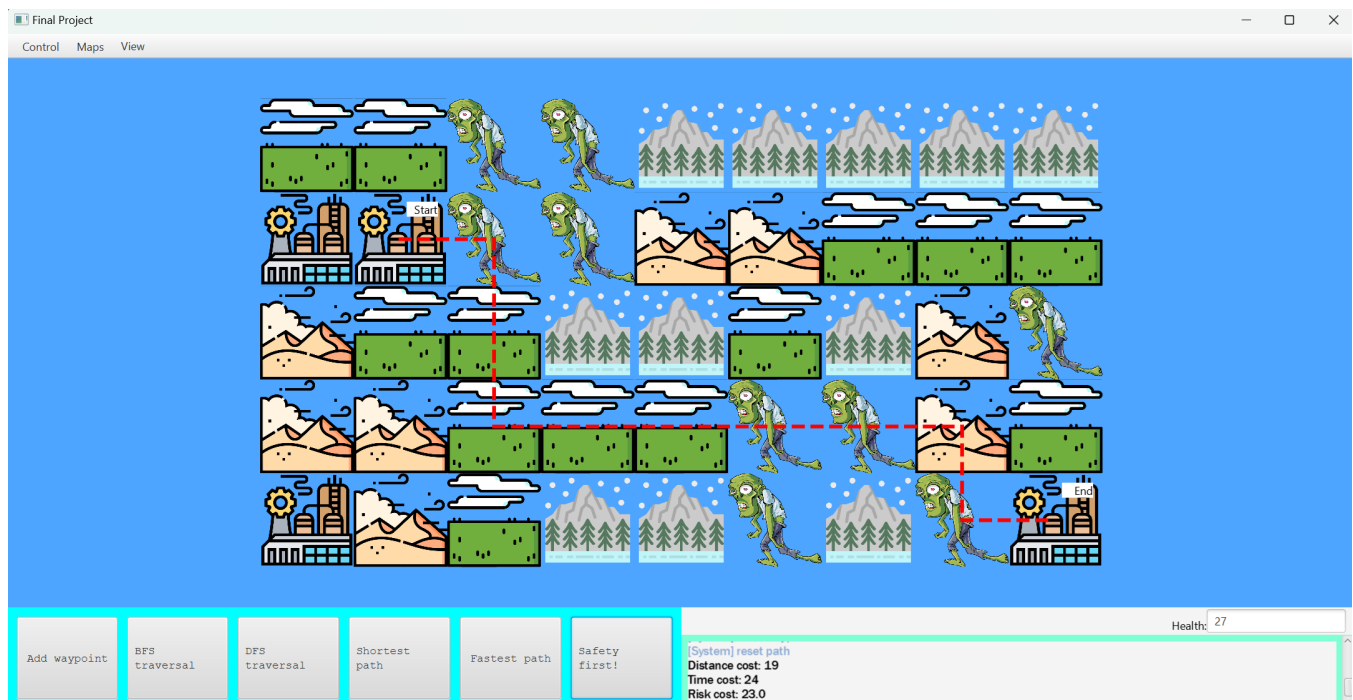 Final Project
Control Maps View
Start
End
Health: 27
Add waypoint
BFS
traversal
DFS
traversal
Shortest
path
Fastest path
Safety
first!
[System] reset path
Distance cost: 19
Time cost: 24
Risk cost: 23.0